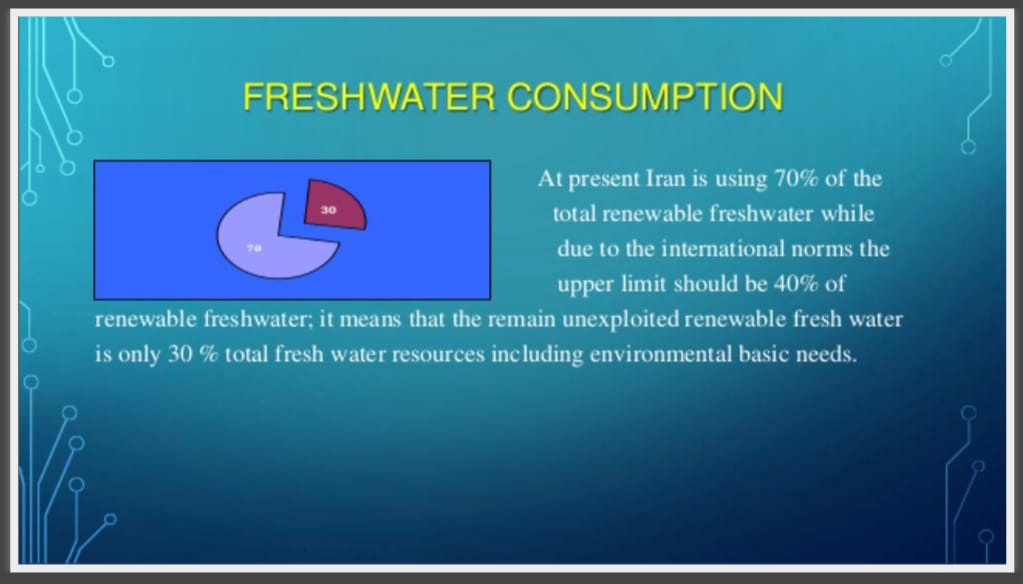 FRESHWATER CONSUMPTION
30
70
At present Iran is using 70% of the
total renewable freshwater while
due to the international norms the
upper limit should be 40% of
renewable freshwater; it means that the remain unexploited renewable fresh water
is only 30 % total fresh water resources including environmental basic needs.